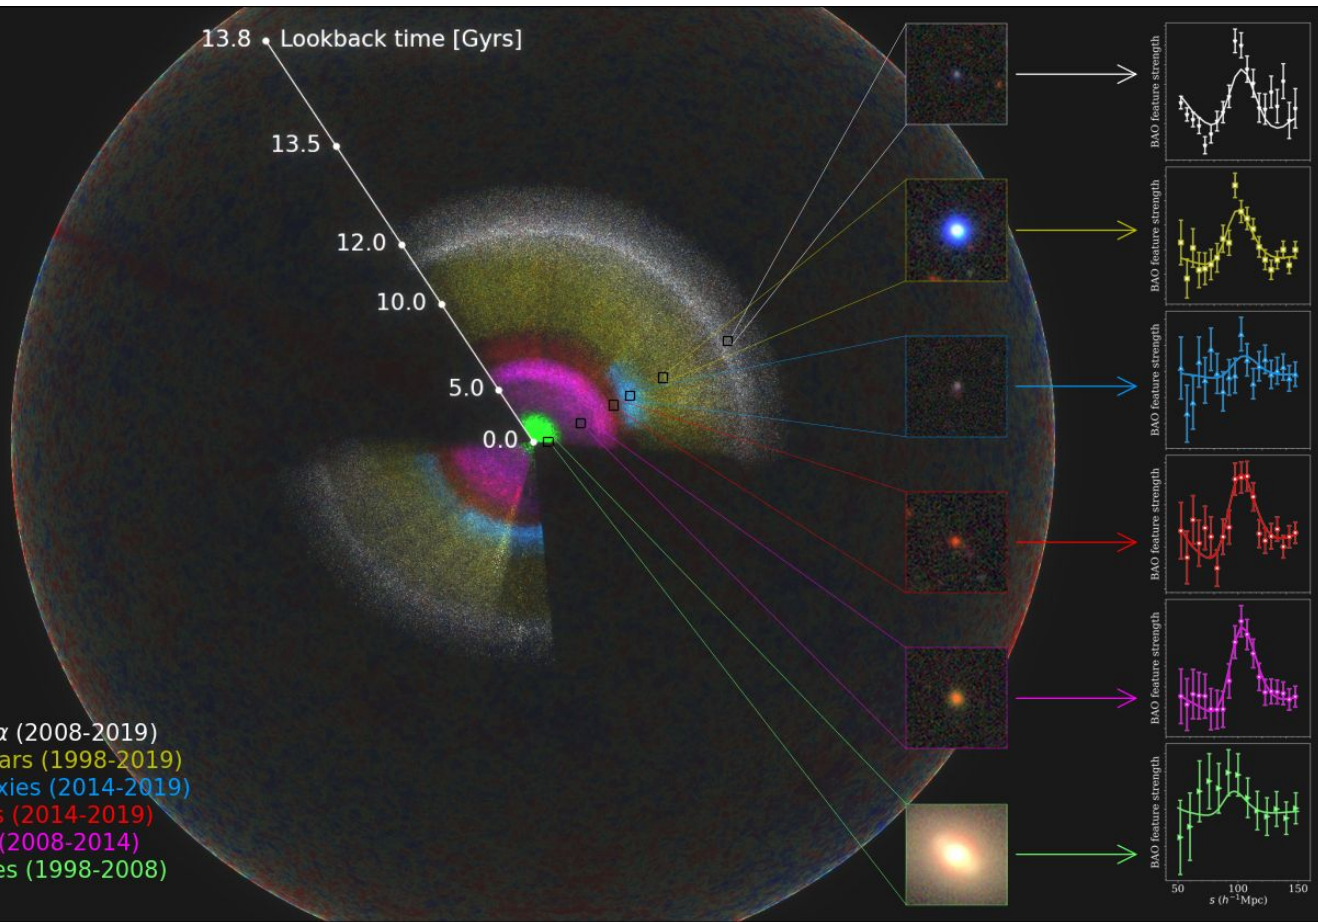 13.8 Lookback time [Gyrs]
13.5
12.0
10.0
5.0
0.0
α (2008-2019)
ars (1998-2019)
xies (2014-2019)
s (2014-2019)
(2008-2014)
es (1998-2008)
BAO feature strength
BAO feature strength
BAO feature strength
BAO feature strength
BAO feature strength
BAO feature strength
50 100 150
s (h⁻¹Mpc)